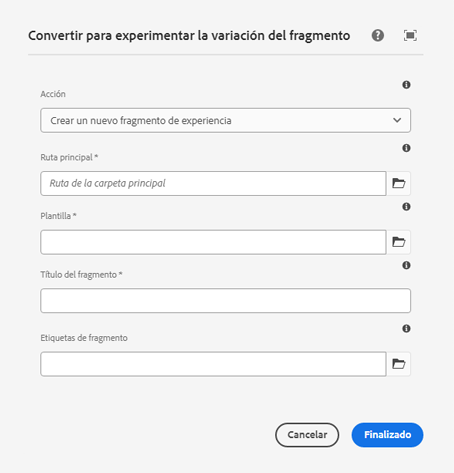 Convertir para experimentar la variación del fragmento
Acción
Crear un nuevo fragmento de experiencia
Ruta principal *
Ruta de la carpeta principal
Plantilla *
Título del fragmento *
Etiquetas de fragmento
Cancelar
Finalizado